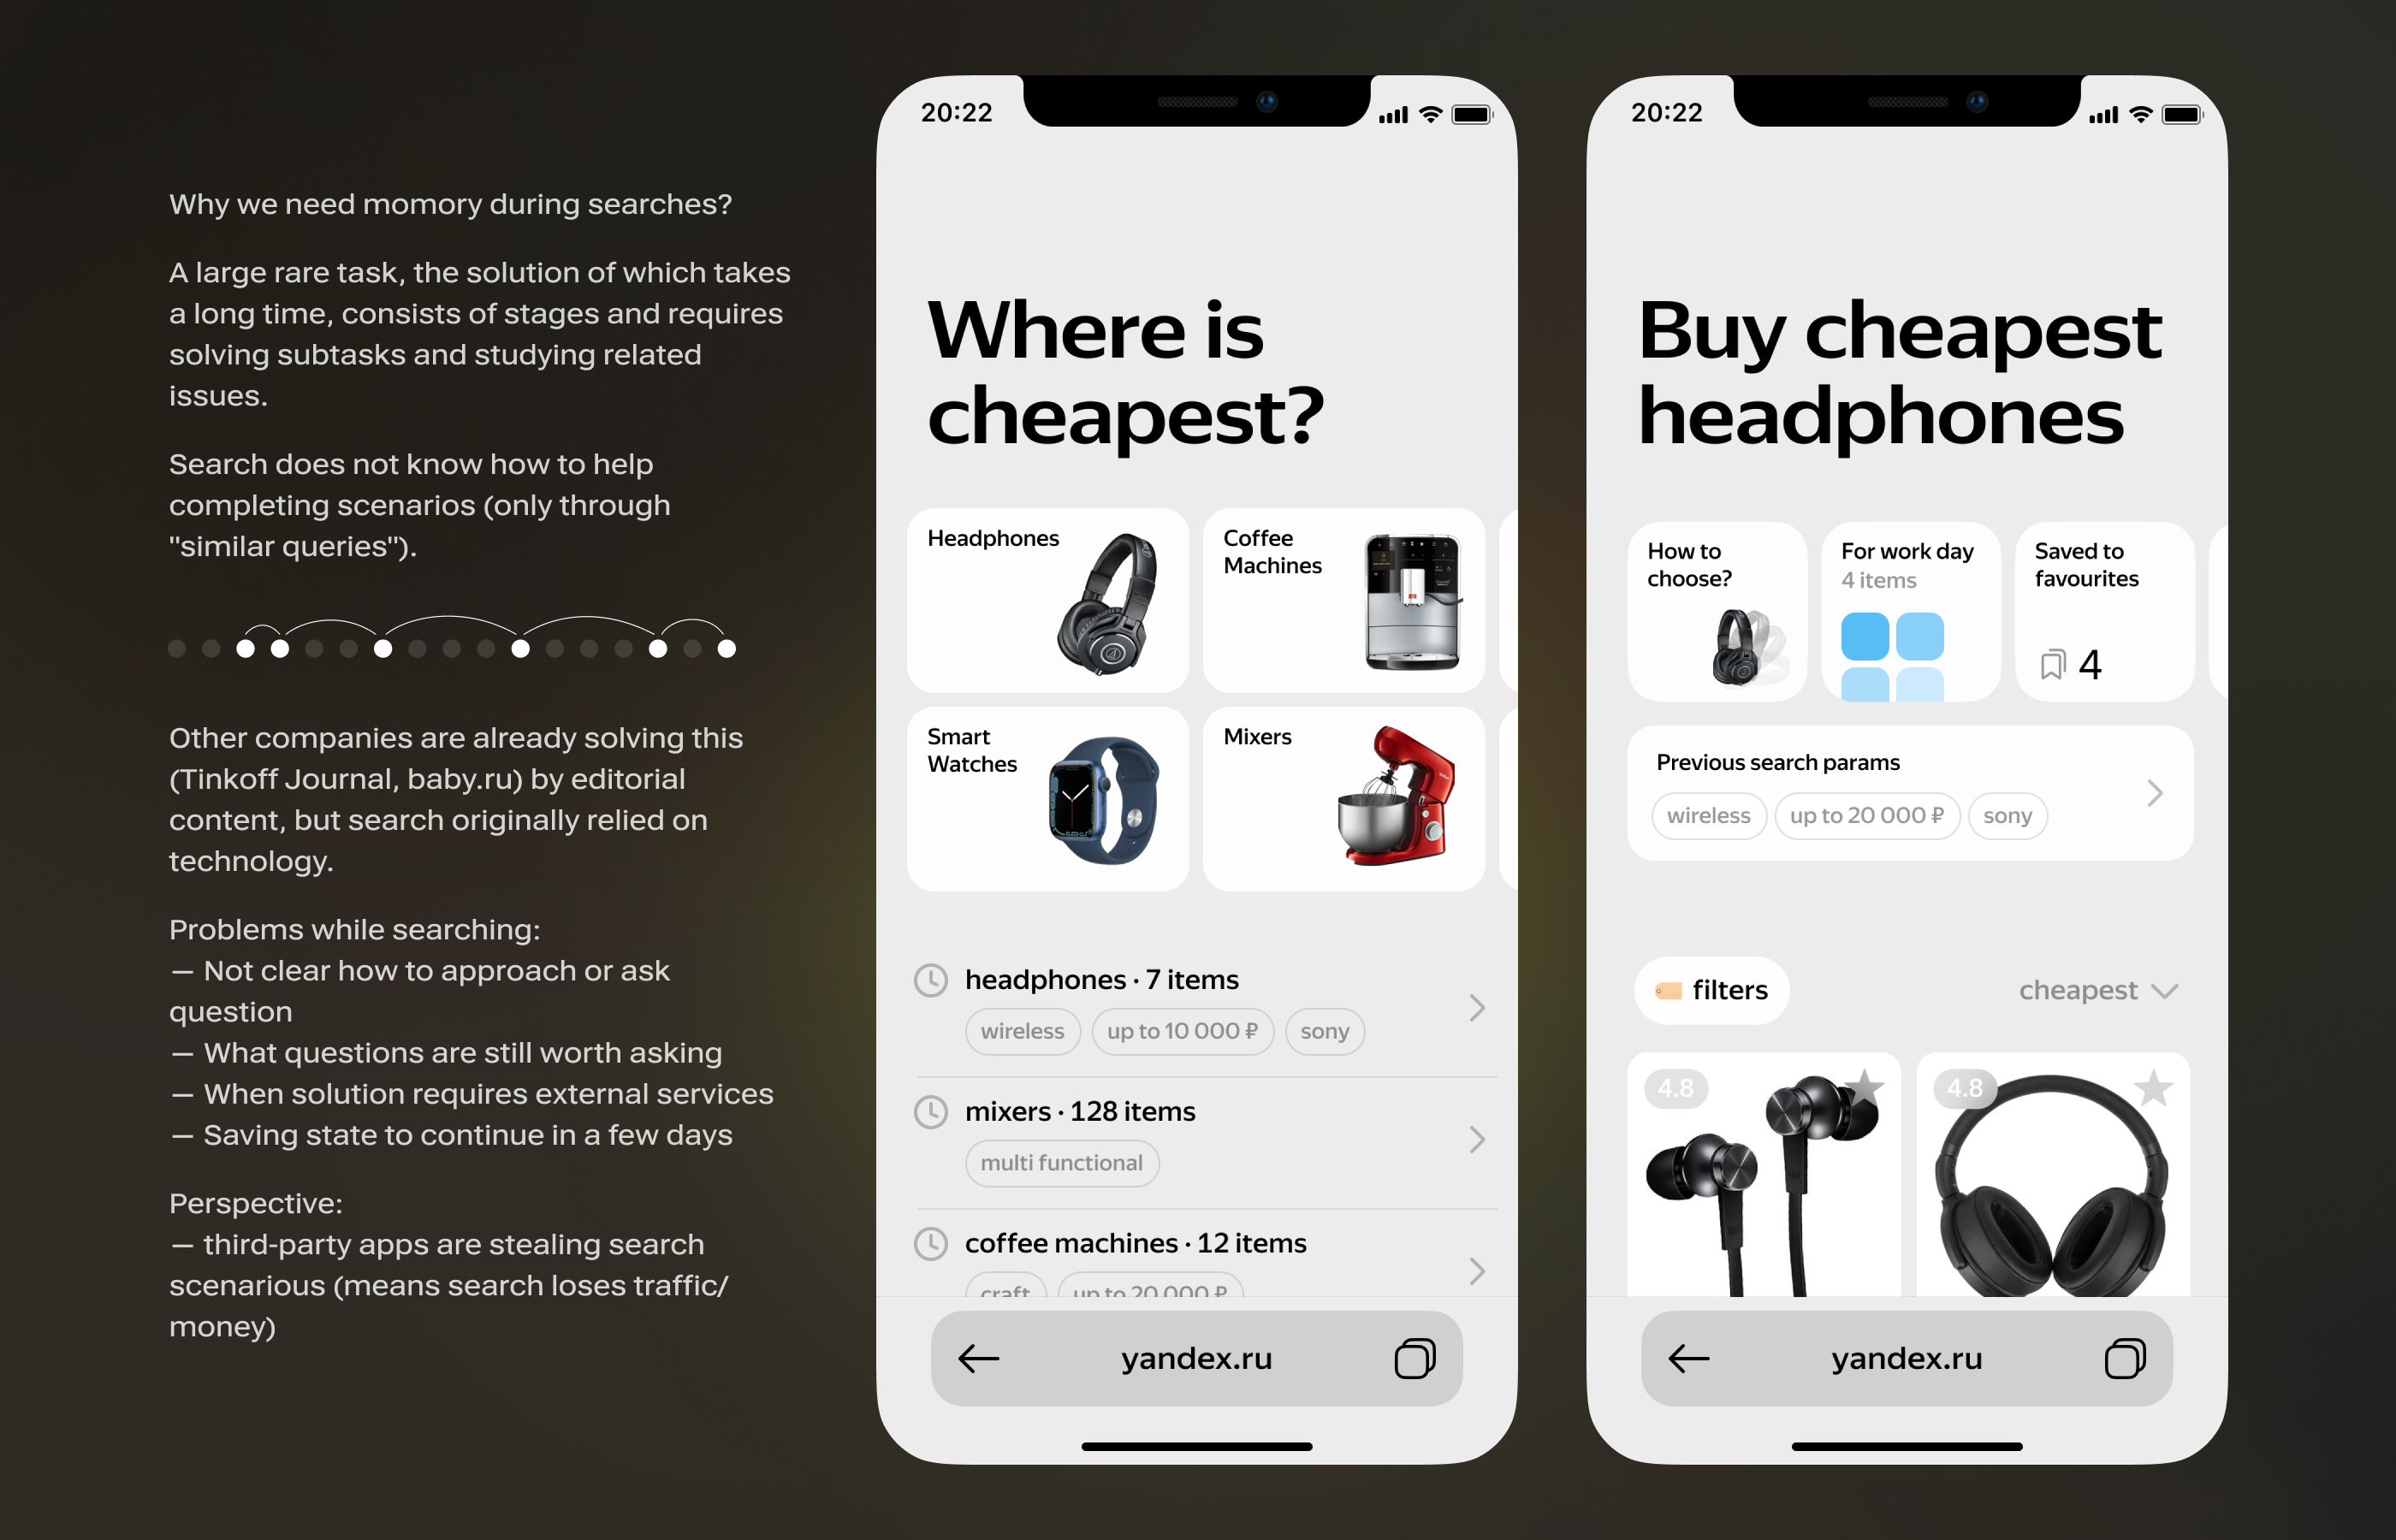 Why we need momory during searches?
A large rare task, the solution of which takes
a long time, consists of stages and requires
solving subtasks and studying related
issues.
Search does not know how to help
completing scenarios (only through
"similar queries").
Other companies are already solving this
(Tinkoff Journal, baby.ru) by editorial
content, but search originally relied on
technology.
Problems while searching:
— Not clear how to approach or ask
question
— What questions are still worth asking
— When solution requires external services
— Saving state to continue in a few days
Perspective:
— third-party apps are stealing search
scenarious (means search loses traffic/
money)
20:22
Where is
cheapest?
Headphones
Coffee
Machines
Smart
Watches
Mixers
headphones · 7 items
wireless
up to 10 000 ₽
sony
mixers · 128 items
multi functional
coffee machines · 12 items
craft
up to 20 000 ₽
yandex.ru
20:22
Buy cheapest
headphones
How to
choose?
For work day
4 items
Saved to
favourites
4
Previous search params
wireless
up to 20 000 ₽
sony
filters
cheapest
4.8
4.8
yandex.ru